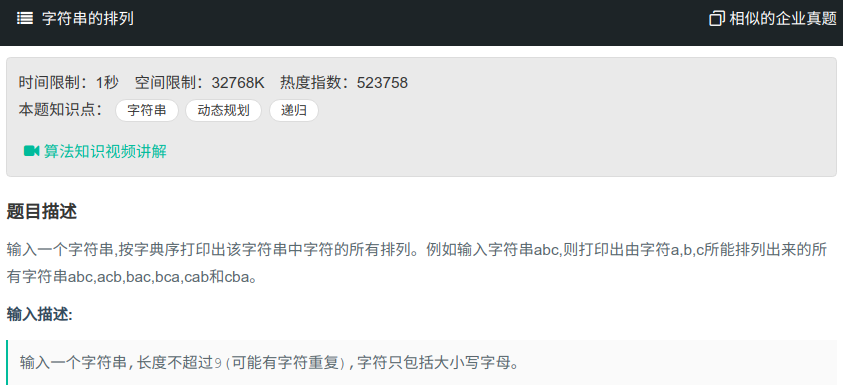 字符串的排列 相似的企业真题
时间限制：1秒 空间限制：32768K 热度指数：523758
本题知识点： 字符串 动态规划 递归
算法知识视频讲解
题目描述
输入一个字符串,按字典序打印出该字符串中字符的所有排列。例如输入字符串abc,则打印出由字符a,b,c所能排列出来的所
有字符串abc,acb,bac,bca,cab和cba。
输入描述:
输入一个字符串,长度不超过9(可能有字符重复),字符只包括大小写字母。